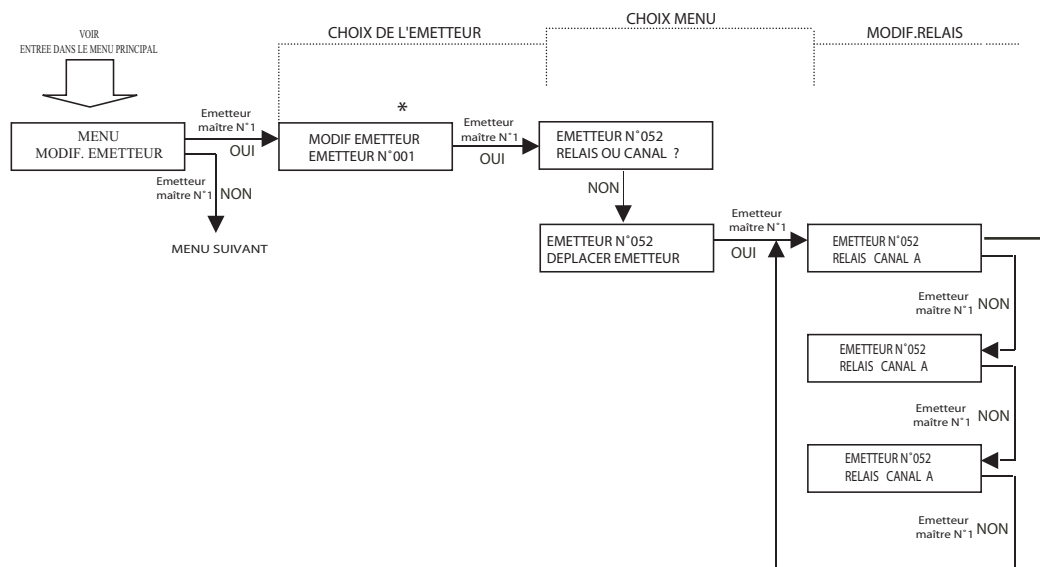 CHOIX MENU
VOIR
ENTREE DANS LE MENU PRINCIPAL
CHOIX DE L'EMETTEUR
MODIF.RELAIS
*
MENU
MODIF. EMETTEUR
Emetteur
maître N°1
OUI
Emetteur
maître N°1 NON
MENU SUIVANT
MODIF EMETTEUR
EMETTEUR N°001
Emetteur
maître N°1
OUI
EMETTEUR N°052
RELAIS OU CANAL ?
NON
EMETTEUR N°052
DEPLACER EMETTEUR
Emetteur
maître N°1
OUI
EMETTEUR N°052
RELAIS CANAL A
Emetteur
maître N°1 NON
EMETTEUR N°052
RELAIS CANAL A
Emetteur
maître N°1 NON
EMETTEUR N°052
RELAIS CANAL A
Emetteur
maître N°1 NON